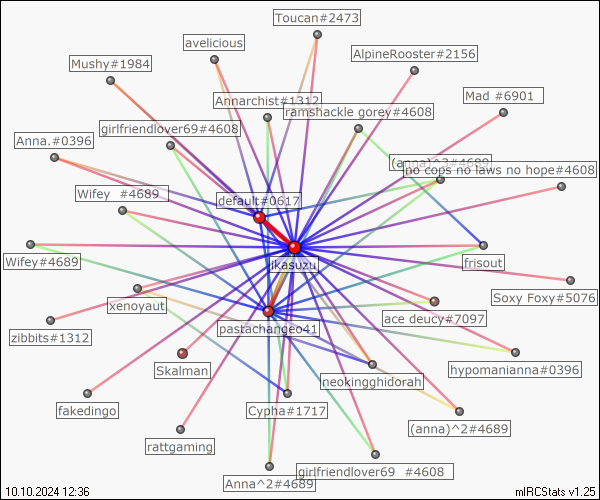 Toucan#2473
avelicious
AlpineRooster#2156
Mushy#1984
Mad #6901
Annarchist#1312
ramshackle gorey#4608
girlfriendlover69#4608
Anna.#0396
(anna)^3#4689
no cops no laws no hope#4608
Wifey #4689
default#0617
Wifey#4689
ikasuzu
frisout
Soxy Foxy#5076
xenoyaut
ace deucy#7097
pastachangeo41
zibbits#1312
hypomanianna#0396
Skalman
neokingghidorah
fakedingo
Cypha#1717
(anna)^2#4689
rattgaming
girlfriendlover69 #4608
Anna^2#4689
10.10.2024 12:36
mIRCStats v1.25